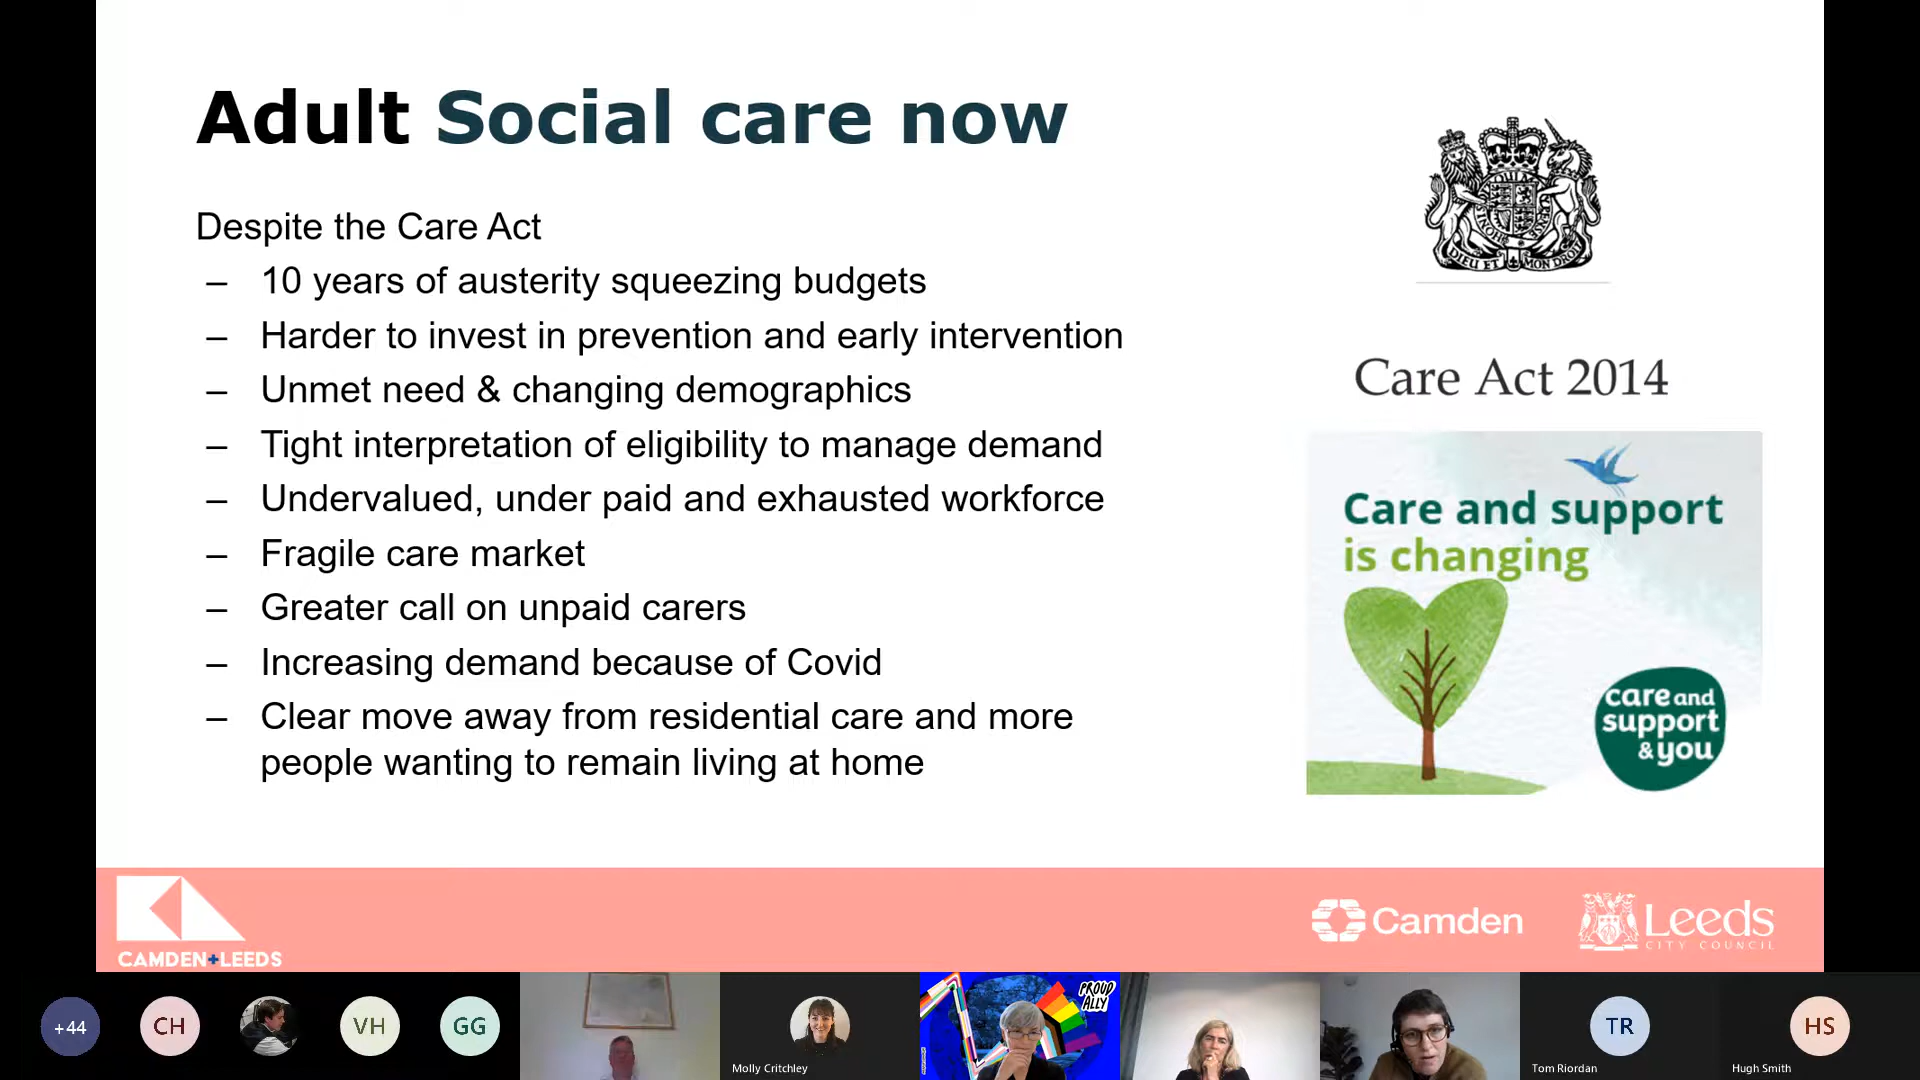 Adult Social care now
Despite the Care Act
– 10 years of austerity squeezing budgets
– Harder to invest in prevention and early intervention
– Unmet need & changing demographics
– Tight interpretation of eligibility to manage demand
– Undervalued, under paid and exhausted workforce
– Fragile care market
– Greater call on unpaid carers
– Increasing demand because of Covid
– Clear move away from residential care and more
people wanting to remain living at home
DIEU ET MON DROIT
Care Act 2014
Care and support
is changing
care and
support
& you
CAMDEN+LEEDS
Camden
Leeds
CITY COUNCIL
+44
CH
VH
GG
Molly Critchley
PROUD
ALLY
TR
Tom Riordan
HS
Hugh Smith